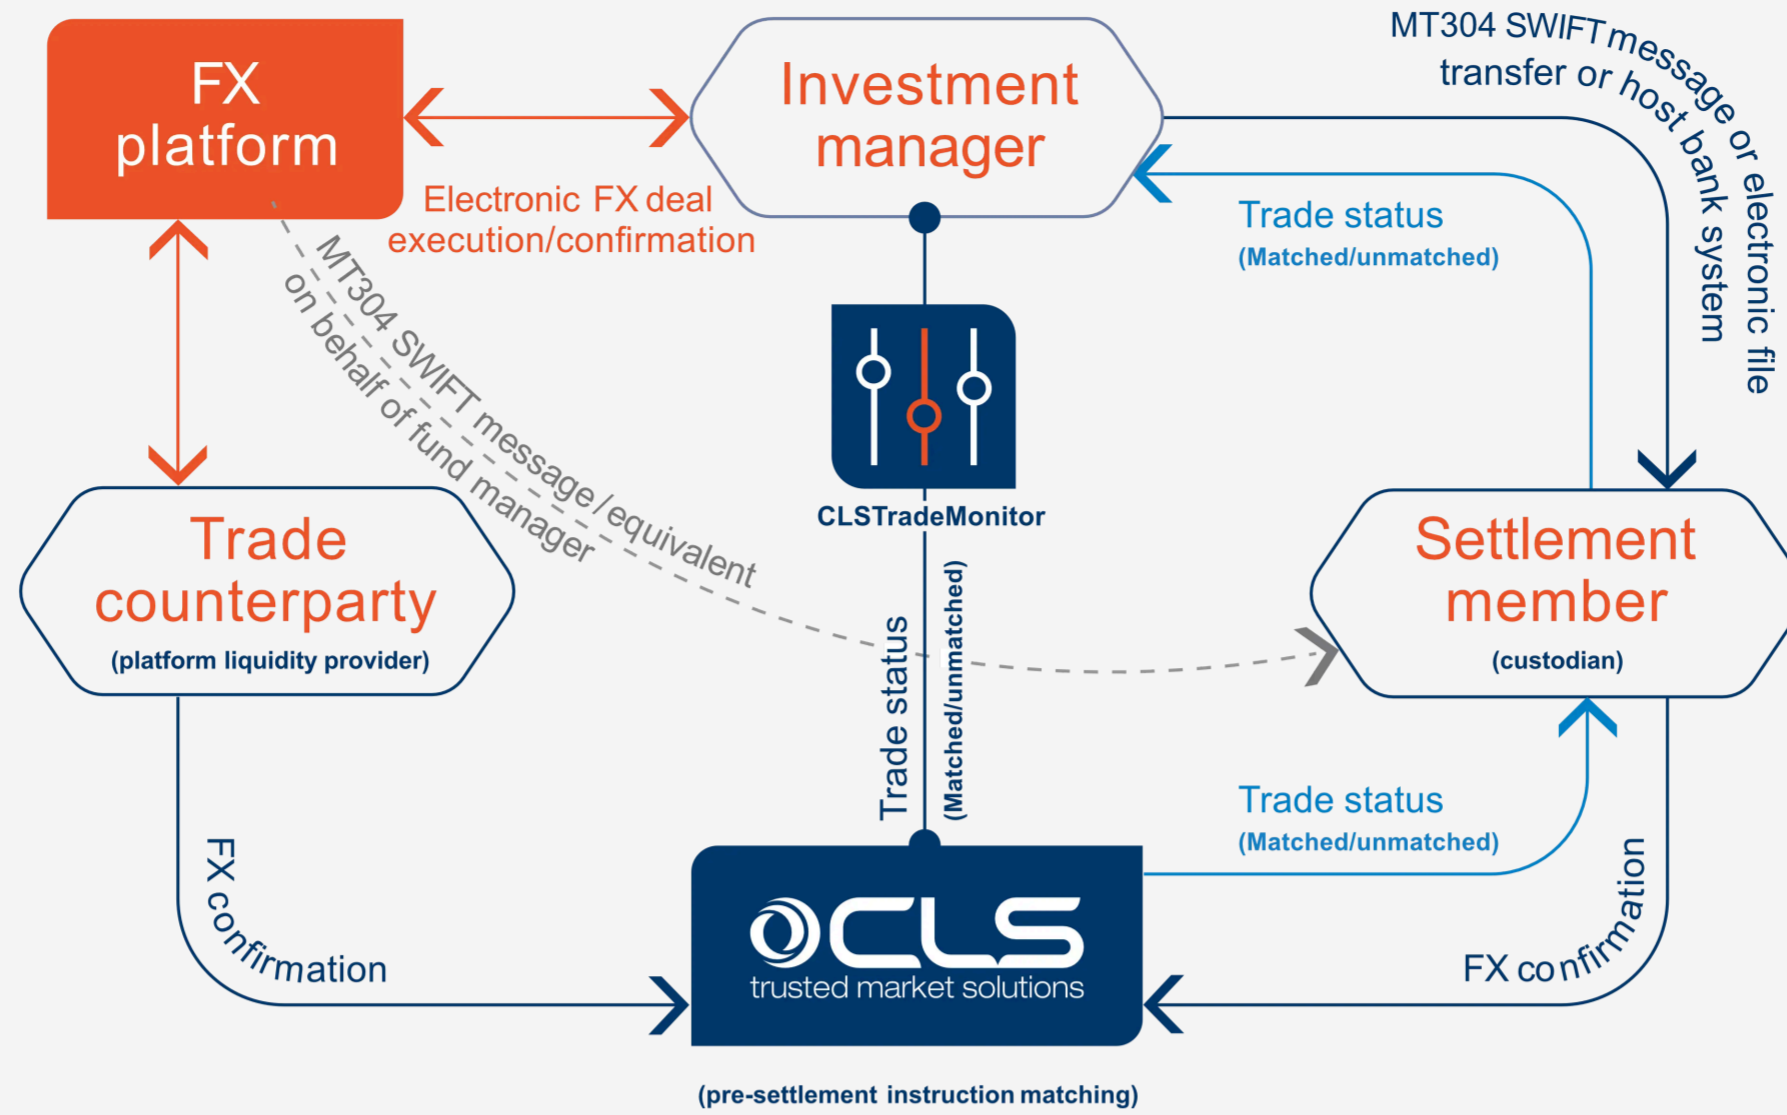 FX
platform
Investment
manager
MT304 SWIFT message or electronic file
transfer or host bank system
Electronic FX deal
execution/confirmation
Trade status
(Matched/unmatched)
MT304 SWIFT message/equivalent
on behalf of fund manager
CLSTradeMonitor
Trade
counterparty
(platform liquidity provider)
Settlement
member
(custodian)
Trade status
(Matched/unmatched)
Trade status
(Matched/unmatched)
FX confirmation
FX confirmation
CLS
trusted market solutions
(pre-settlement instruction matching)